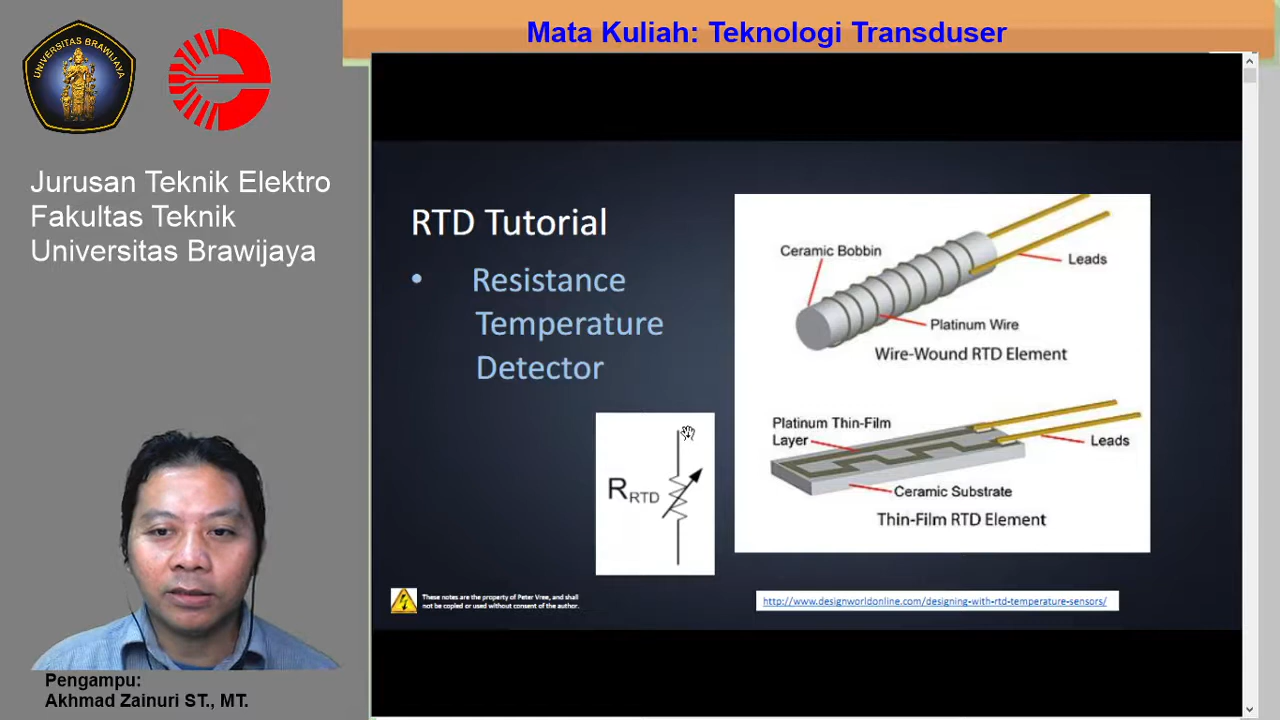 Mata Kuliah: Teknologi Transduser
UNIVERSITAS BRAWIJAYA
Jurusan Teknik Elektro
Fakultas Teknik
Universitas Brawijaya
RTD Tutorial
• Resistance
Temperature
Detector
RRTD
Ceramic Bobbin
Leads
Platinum Wire
Wire-Wound RTD Element
Platinum Thin-Film
Layer
Leads
Ceramic Substrate
Thin-Film RTD Element
These notes are the property of Peter Vree, and shall
not be copied or used without consent of the author.
http://www.designworldonline.com/designing-with-rtd-temperature-sensors/
Pengampu:
Akhmad Zainuri ST., MT.